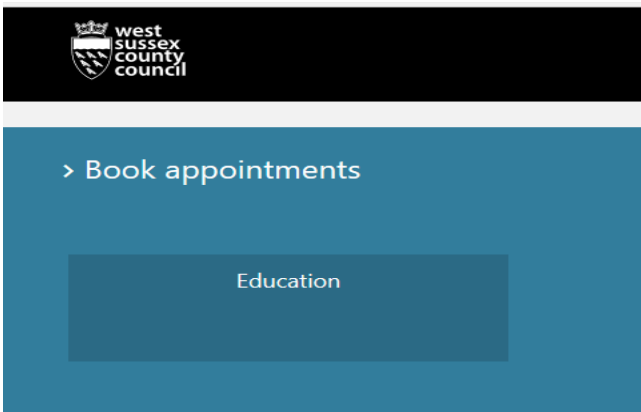 west
sussex
county
council
> Book appointments
Education